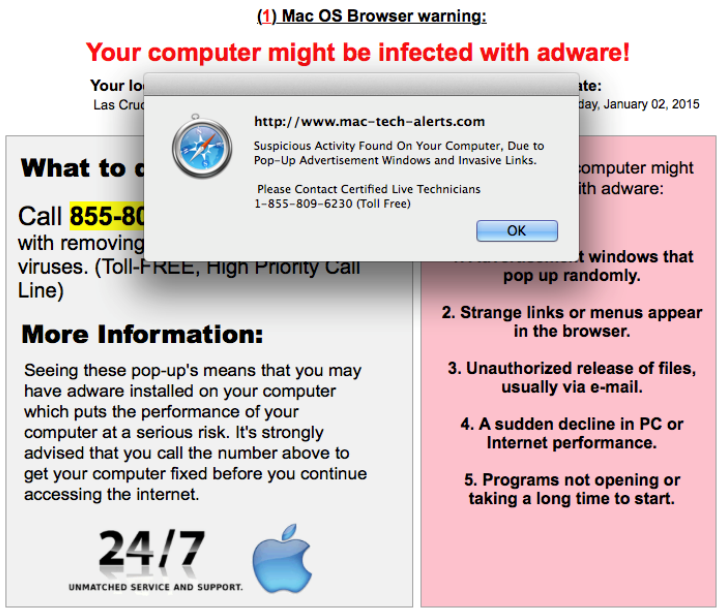 (1) Mac OS Browser warning:
Your computer might be infected with adware!
Your
Las
January 02, 2015
http://www.mac-tech-alerts.com
Suspicious Activity Found On Your Computer, Due to
Pop-Up Advertisement Windows and Invasive Links.
Please Contact Certified Live Technicians
1-855-809-6230 (Toll Free)
OK
What to
Call
with removing
viruses. (Toll-FREE, High Priority Call
Line)
More Information:
Seeing these pop-up's means that you may
have adware installed on your computer
which puts the performance of your
computer at a serious risk. It's strongly
advised that you call the number above to
get your computer fixed before you continue
accessing the internet.
24/7
UNMATCHED SERVICE AND SUPPORT.
computer might
with adware:
windows that
pop up randomly.
2. Strange links or menus appear
in the browser.
3. Unauthorized release of files,
usually via e-mail.
4. A sudden decline in PC or
Internet performance.
5. Programs not opening or
taking a long time to start.